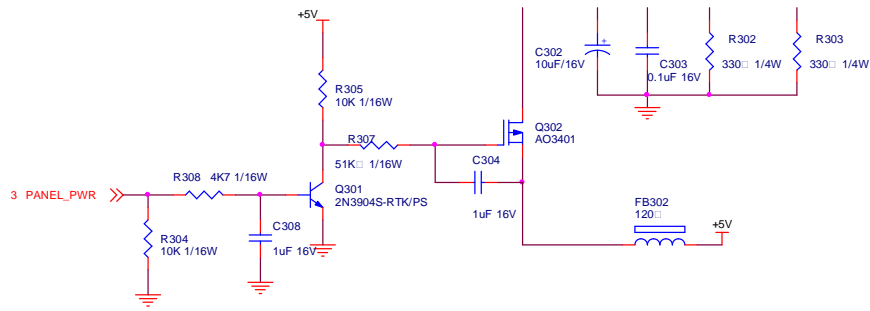 +5V
R305
10K 1/16W
R307
51K□ 1/16W
R308 4K7 1/16W
3 PANEL_PWR
R304
10K 1/16W
C308
1uF 16V
Q301
2N3904S-RTK/PS
C304
1uF 16V
Q302
AO3401
C302
10uF/16V
C303
0.1uF 16V
R302
330□ 1/4W
R303
330□ 1/4W
FB302
120□
+5V
+